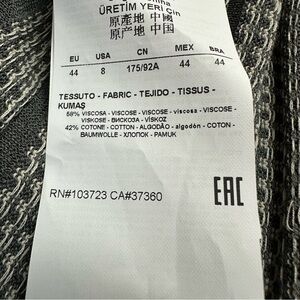 ÜRETİM YERİ Çin
原產地 中國
原产地 中国
EU USA CN MEX BRA
44 8 175/92A 44 44
TESSUTO - FABRIC - TEJIDO - TISSUS -
KUMAŞ
58% VISCOSA - VISCOSE - VISCOSE - viscosa - VISCOSE -
VISKOSE - ВИСКОЗА - VİSKOZ
42% COTONE - COTTON - ALGODÃO - algodón - COTON -
BAUMWOLLE - ХЛОПОК - PAMUK
RN#103723 CA#37360
EAC